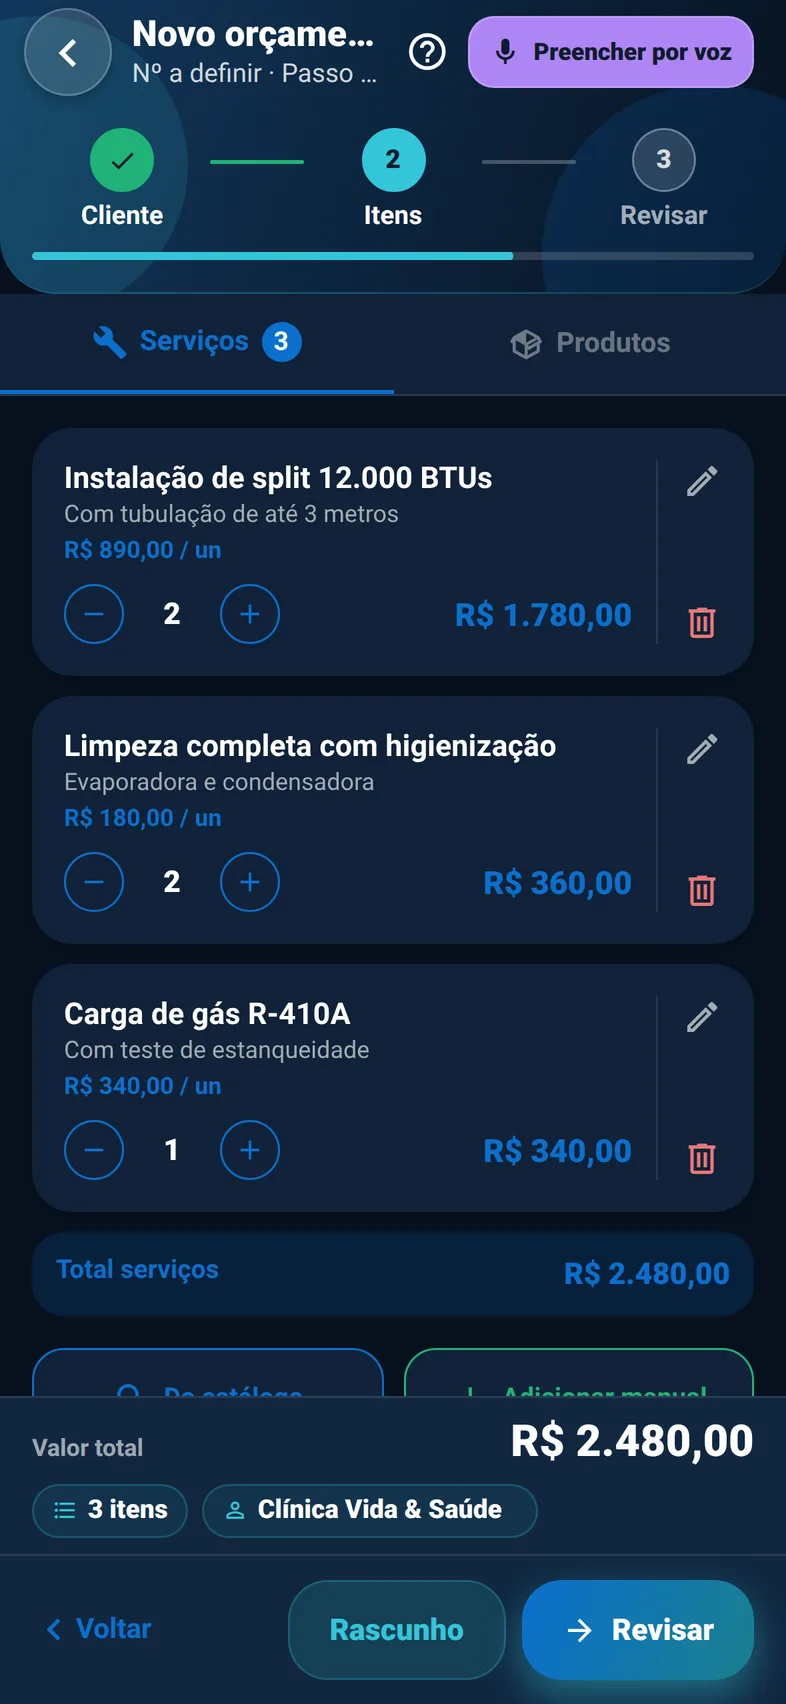 Novo orçame...
Nº a definir · Passo ...
Preencher por voz
2
3
Cliente
Itens
Revisar
Serviços 3
Produtos
Instalação de split 12.000 BTUs
Com tubulação de até 3 metros
R$ 890,00 / un
2
R$ 1.780,00
Limpeza completa com higienização
Evaporadora e condensadora
R$ 180,00 / un
2
R$ 360,00
Carga de gás R-410A
Com teste de estanqueidade
R$ 340,00 / un
1
R$ 340,00
Total serviços
R$ 2.480,00
Do catálogo
Adicionar manual
Valor total
R$ 2.480,00
3 itens
Clínica Vida & Saúde
Voltar
Rascunho
Revisar